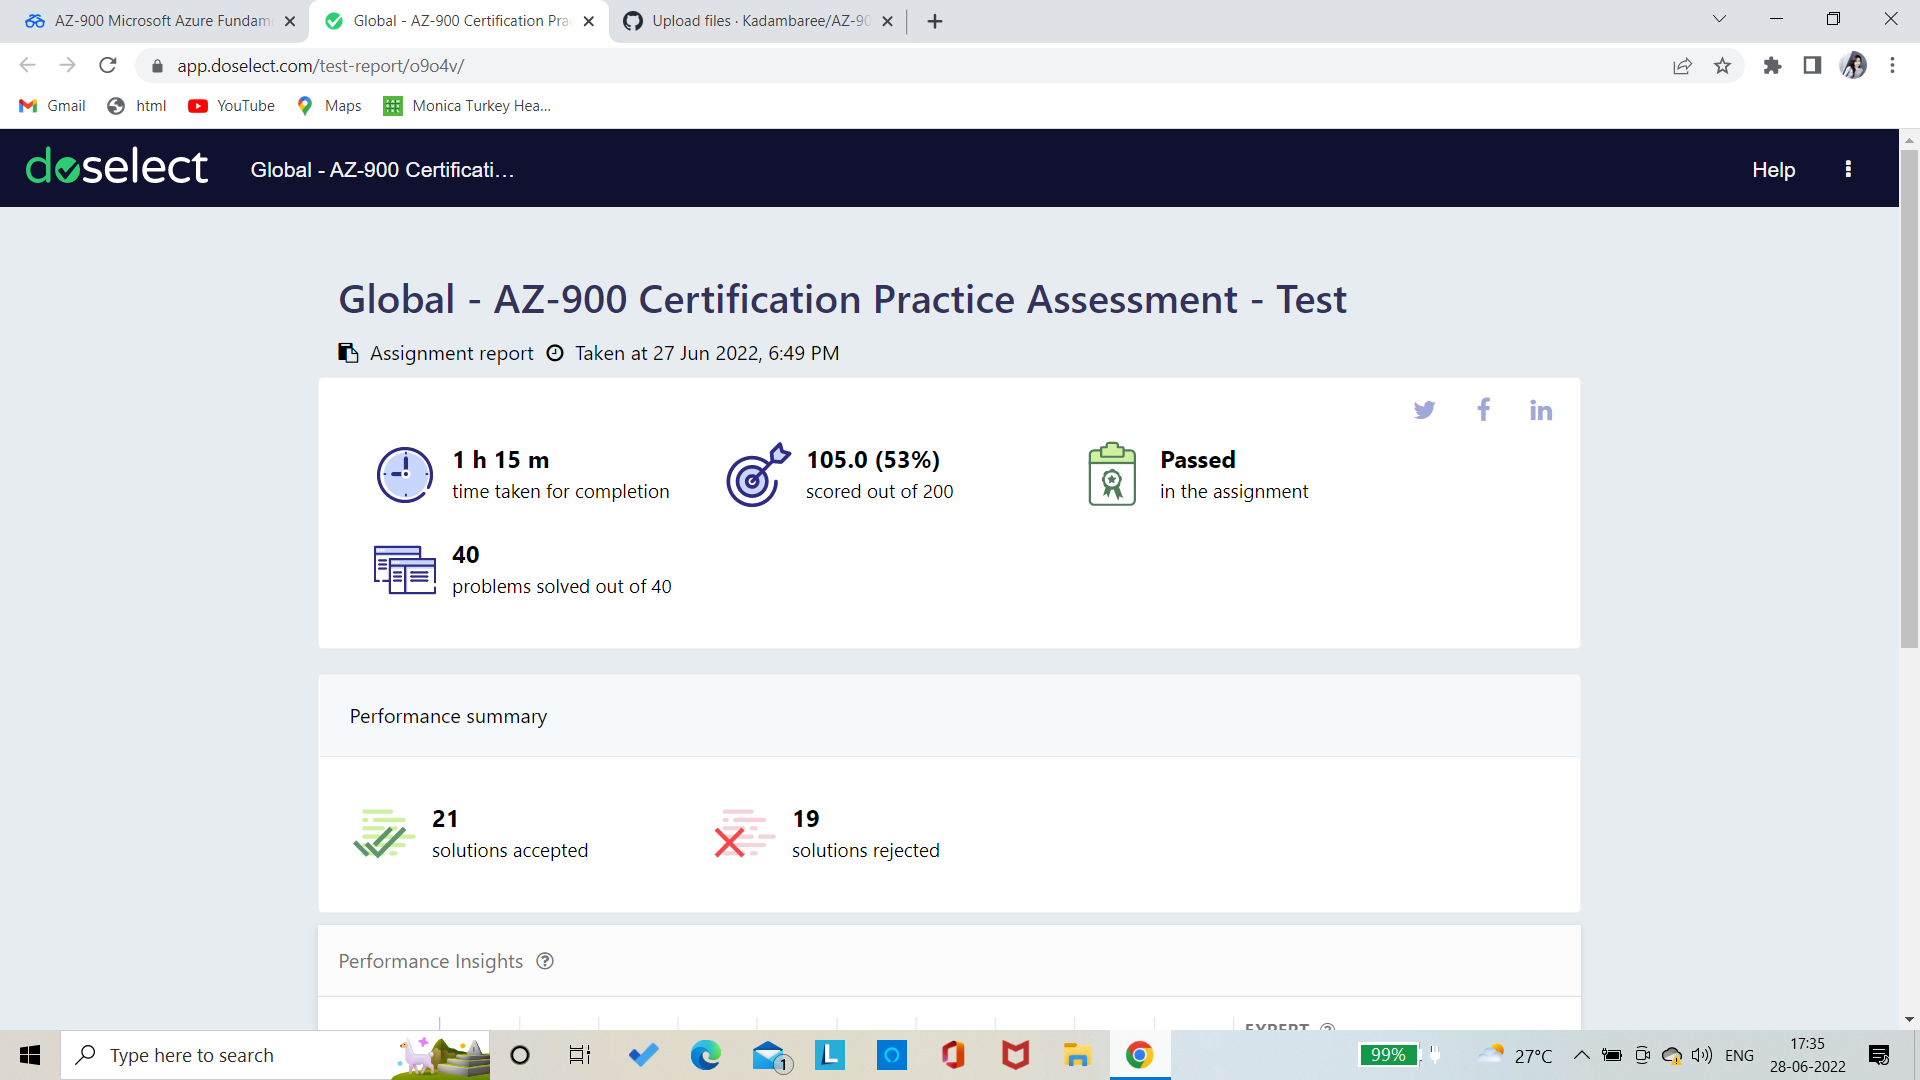 AZ-900 Microsoft Azure Fundam
Global - AZ-900 Certification Pra
Upload files · Kadambaree/AZ-90
app.doselect.com/test-report/o9o4v/
Gmail
html
YouTube
Maps
Monica Turkey Hea...
doselect
Global - AZ-900 Certificati...
Help
Global - AZ-900 Certification Practice Assessment - Test
Assignment report
Taken at 27 Jun 2022, 6:49 PM
1 h 15 m
time taken for completion
105.0 (53%)
scored out of 200
Passed
in the assignment
40
problems solved out of 40
Performance summary
21
solutions accepted
19
solutions rejected
Performance Insights
EXPERT
Type here to search
1
L
99%
27°C
ENG
17:35
28-06-2022